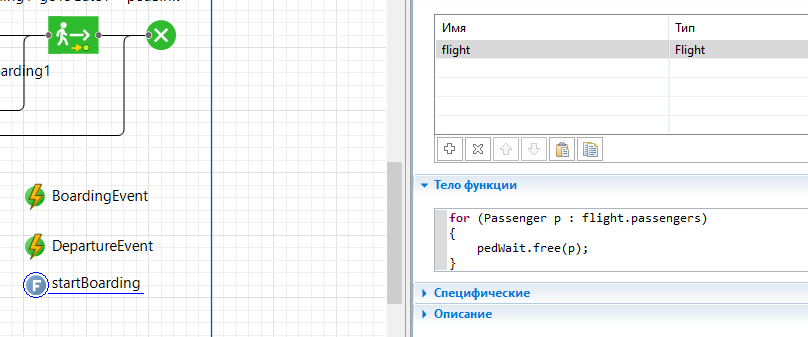 arding1
BoardingEvent
DepartureEvent
startBoarding
Имя Тип
flight Flight
Тело функции
for (Passenger p : flight.passengers)
{
pedWait.free(p);
}
Специфические
Описание